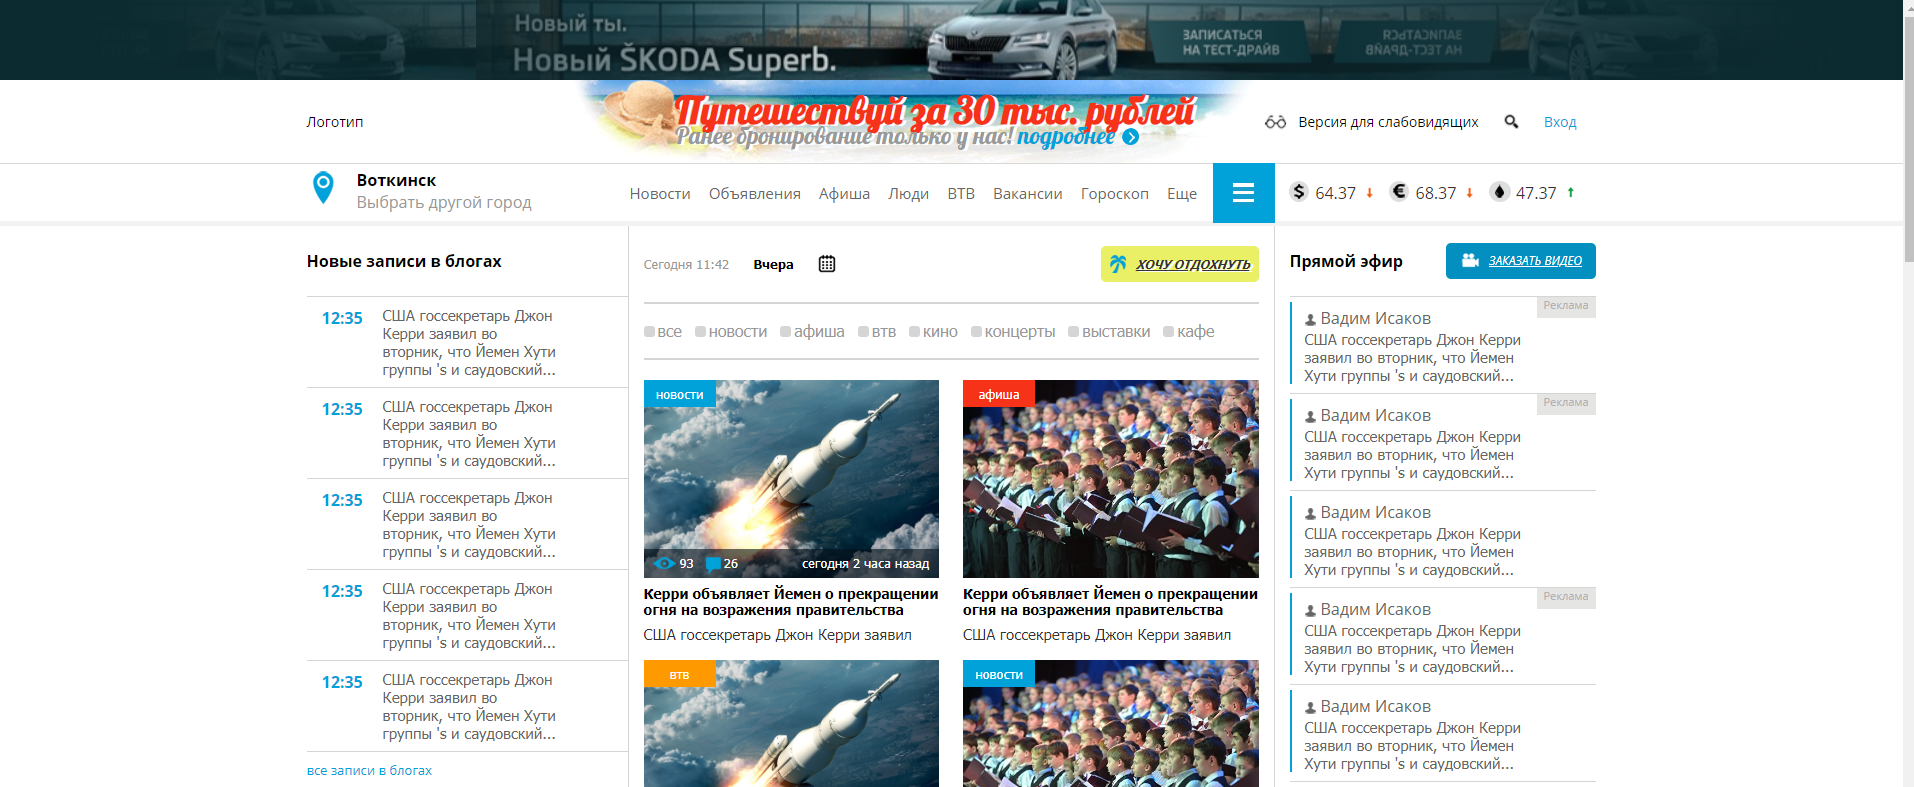 Новый ты.
Новый ŠKODA Superb.
ЗАПИСАТЬСЯ
НА ТЕСТ-ДРАЙВ
ЗАПИСАТЬСЯ
НА ТЕСТ-ДРАЙВ
Логотип
Путешествуй за 30 тыс. рублей
Ранее бронирование только у нас! подробнее
Версия для слабовидящих
Вход
Воткинск
Выбрать другой город
Новости Объявления Афиша Люди ВТВ Вакансии Гороскоп Еще
$ 64.37 € 68.37 47.37
Новые записи в блогах
12:35
США госсекретарь Джон
Керри заявил во
вторник, что Йемен Хути
группы 's и саудовский...
12:35
США госсекретарь Джон
Керри заявил во
вторник, что Йемен Хути
группы 's и саудовский...
12:35
США госсекретарь Джон
Керри заявил во
вторник, что Йемен Хути
группы 's и саудовский...
12:35
США госсекретарь Джон
Керри заявил во
вторник, что Йемен Хути
группы 's и саудовский...
12:35
США госсекретарь Джон
Керри заявил во
вторник, что Йемен Хути
группы 's и саудовский...
все записи в блогах
Сегодня 11:42 Вчера
ХОЧУ ОТДОХНУТЬ
все новости афиша втв кино концерты выставки кафе
новости
93 26 сегодня 2 часа назад
Керри объявляет Йемен о прекращении
огня на возражения правительства
США госсекретарь Джон Керри заявил
афиша
Керри объявляет Йемен о прекращении
огня на возражения правительства
США госсекретарь Джон Керри заявил
втв
новости
Прямой эфир
ЗАКАЗАТЬ ВИДЕО
Реклама
Вадим Исаков
США госсекретарь Джон Керри
заявил во вторник, что Йемен
Хути группы 's и саудовский...
Реклама
Вадим Исаков
США госсекретарь Джон Керри
заявил во вторник, что Йемен
Хути группы 's и саудовский...
Вадим Исаков
США госсекретарь Джон Керри
заявил во вторник, что Йемен
Хути группы 's и саудовский...
Реклама
Вадим Исаков
США госсекретарь Джон Керри
заявил во вторник, что Йемен
Хути группы 's и саудовский...
Вадим Исаков
США госсекретарь Джон Керри
заявил во вторник, что Йемен
Хути группы 's и саудовский...